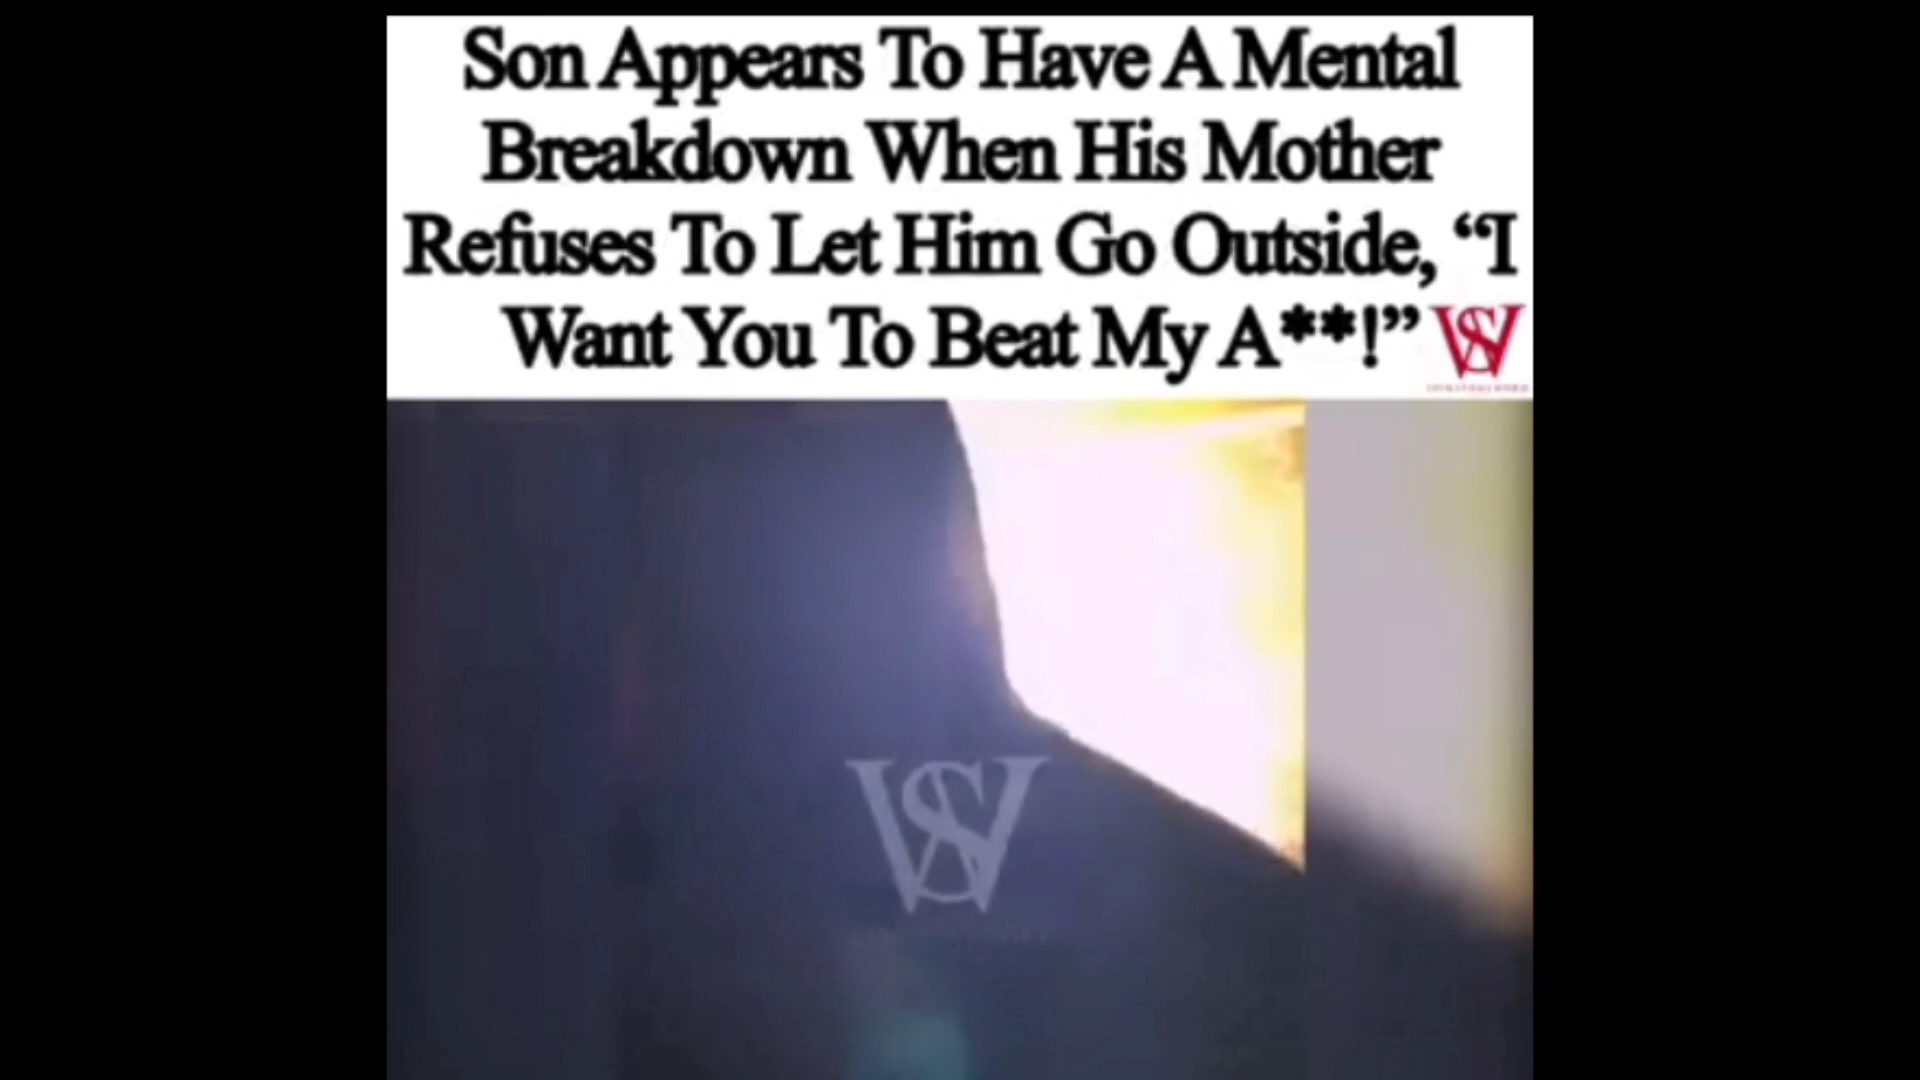 Son Appears To Have A Mental
Breakdown When His Mother
Refuses To Let Him Go Outside, “I
Want You To Beat My A**!”